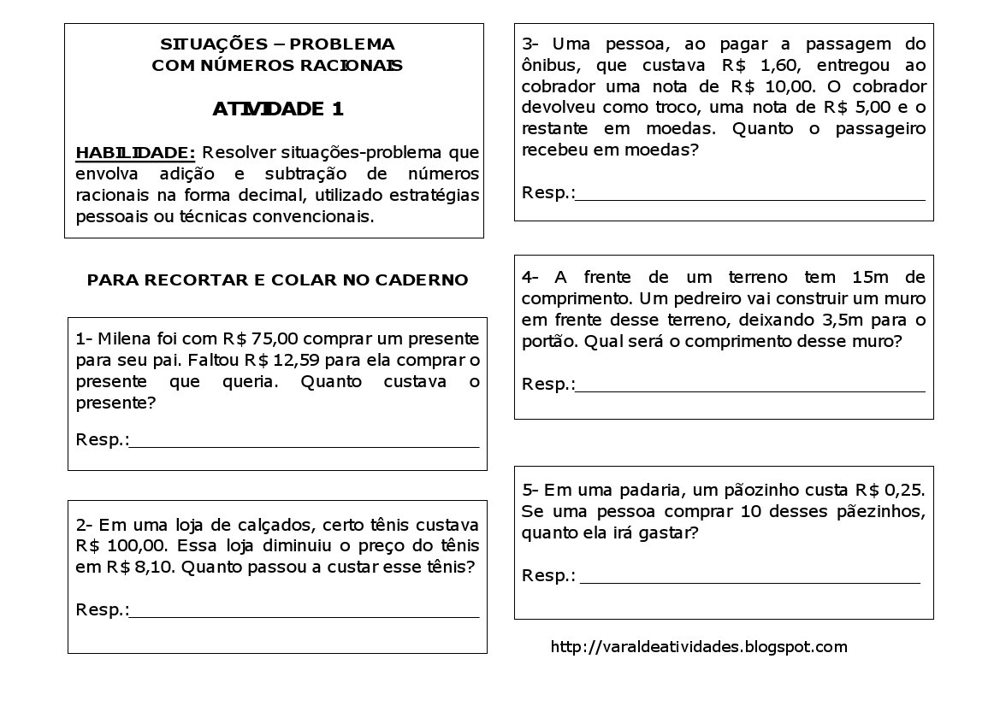 SITUAÇÕES – PROBLEMA
COM NÚMEROS RACIONAIS
ATIVIDADE 1
HABILIDADE: Resolver situações-problema que
envolva adição e subtração de números
racionais na forma decimal, utilizado estratégias
pessoais ou técnicas convencionais.
PARA RECORTAR E COLAR NO CADERNO
1- Milena foi com R$ 75,00 comprar um presente
para seu pai. Faltou R$ 12,59 para ela comprar o
presente que queria. Quanto custava o
presente?
Resp.:______________________________________
2- Em uma loja de calçados, certo tênis custava
R$ 100,00. Essa loja diminuiu o preço do tênis
em R$ 8,10. Quanto passou a custar esse tênis?
Resp.:______________________________________
3- Uma pessoa, ao pagar a passagem do
ônibus, que custava R$ 1,60, entregou ao
cobrador uma nota de R$ 10,00. O cobrador
devolveu como troco, uma nota de R$ 5,00 e o
restante em moedas. Quanto o passageiro
recebeu em moedas?
Resp.:______________________________________
4- A frente de um terreno tem 15m de
comprimento. Um pedreiro vai construir um muro
em frente desse terreno, deixando 3,5m para o
portão. Qual será o comprimento desse muro?
Resp.:______________________________________
5- Em uma padaria, um pãozinho custa R$ 0,25.
Se uma pessoa comprar 10 desses pãezinhos,
quanto ela irá gastar?
Resp.: _____________________________________
http://varaldeatividades.blogspot.com